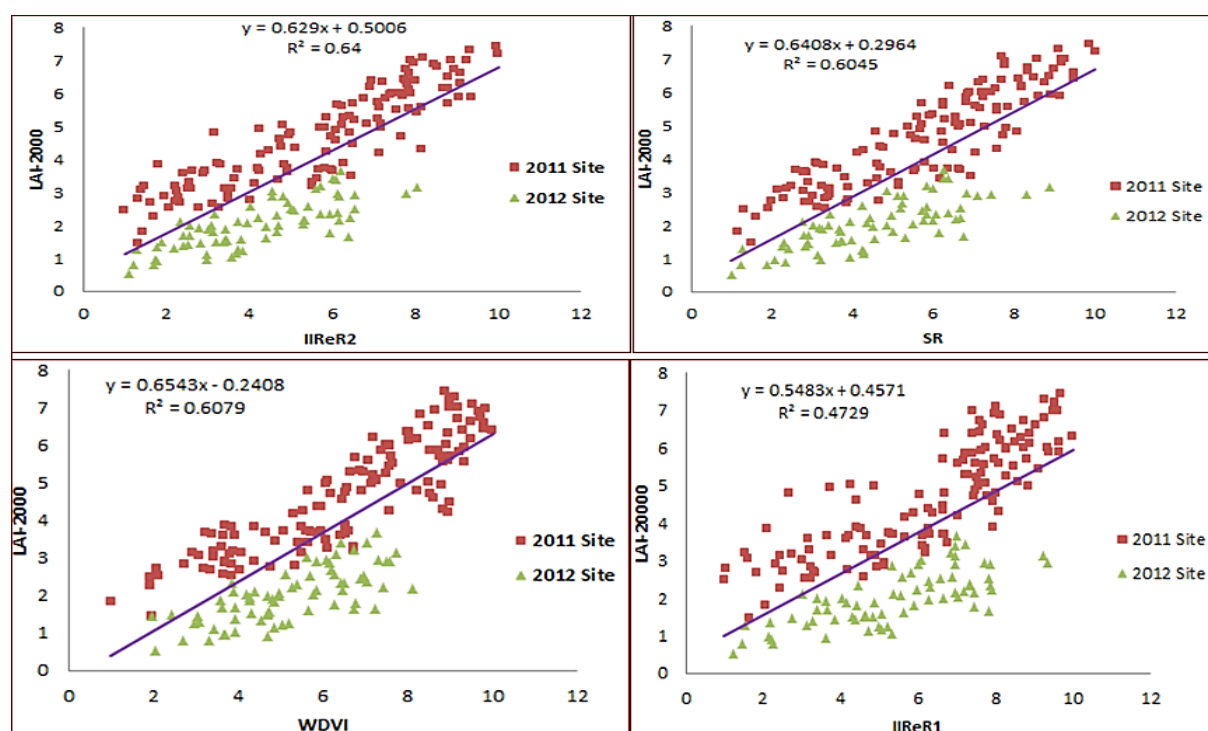 y = 0.629x + 0.5006
R² = 0.64
8
7
6
5
4
3
2
1
0
LAI-2000
2011 Site
2012 Site
0 2 4 6 8 10 12
IIReR2
y = 0.6408x + 0.2964
R² = 0.6045
8
7
6
5
4
3
2
1
0
LAI-2000
2011 Site
2012 Site
0 2 4 6 8 10 12
SR
y = 0.6543x - 0.2408
R² = 0.6079
8
7
6
5
4
3
2
1
0
LAI-2000
2011 Site
2012 Site
0 2 4 6 8 10 12
WDVI
y = 0.5483x + 0.4571
R² = 0.4729
8
7
6
5
4
3
2
1
0
LAI-20000
2011 Site
2012 Site
0 2 4 6 8 10 12
IIReR1